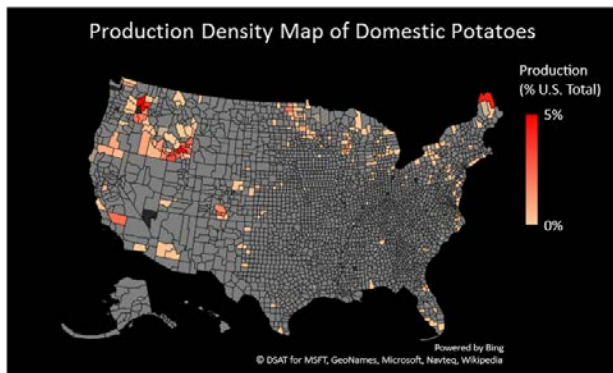 Production Density Map of Domestic Potatoes
Production
(% U.S. Total)
5%
0%
Powered by Bing
© DSAT for MSFT, GeoNames, Microsoft, Navteq, Wikipedia